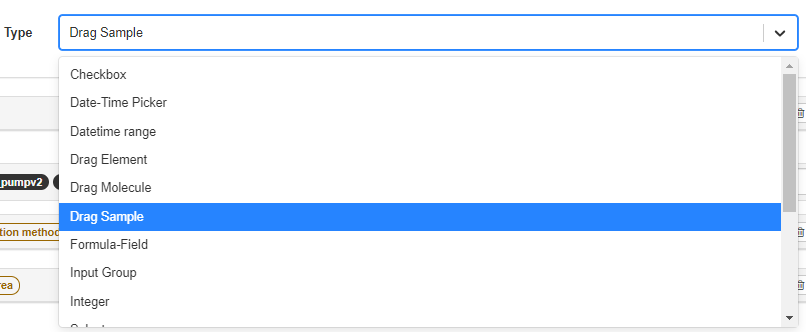 Type Drag Sample
Checkbox
Date-Time Picker
Datetime range
Drag Element
_pumpv2
Drag Molecule
Drag Sample
tion method
Formula-Field
Input Group
rea
Integer